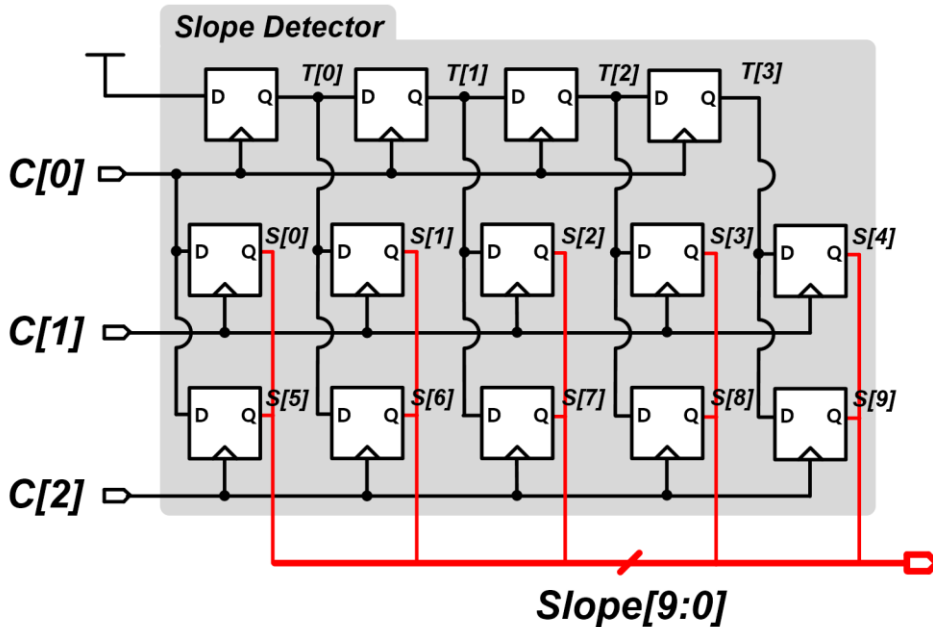 Slope Detector
T[0] T[1] T[2] T[3]
D Q D Q D Q D Q
C[0]
S[0] S[1] S[2] S[3] S[4]
D Q D Q D Q D Q D Q
C[1]
S[5] S[6] S[7] S[8] S[9]
D Q D Q D Q D Q D Q
C[2]
Slope[9:0]